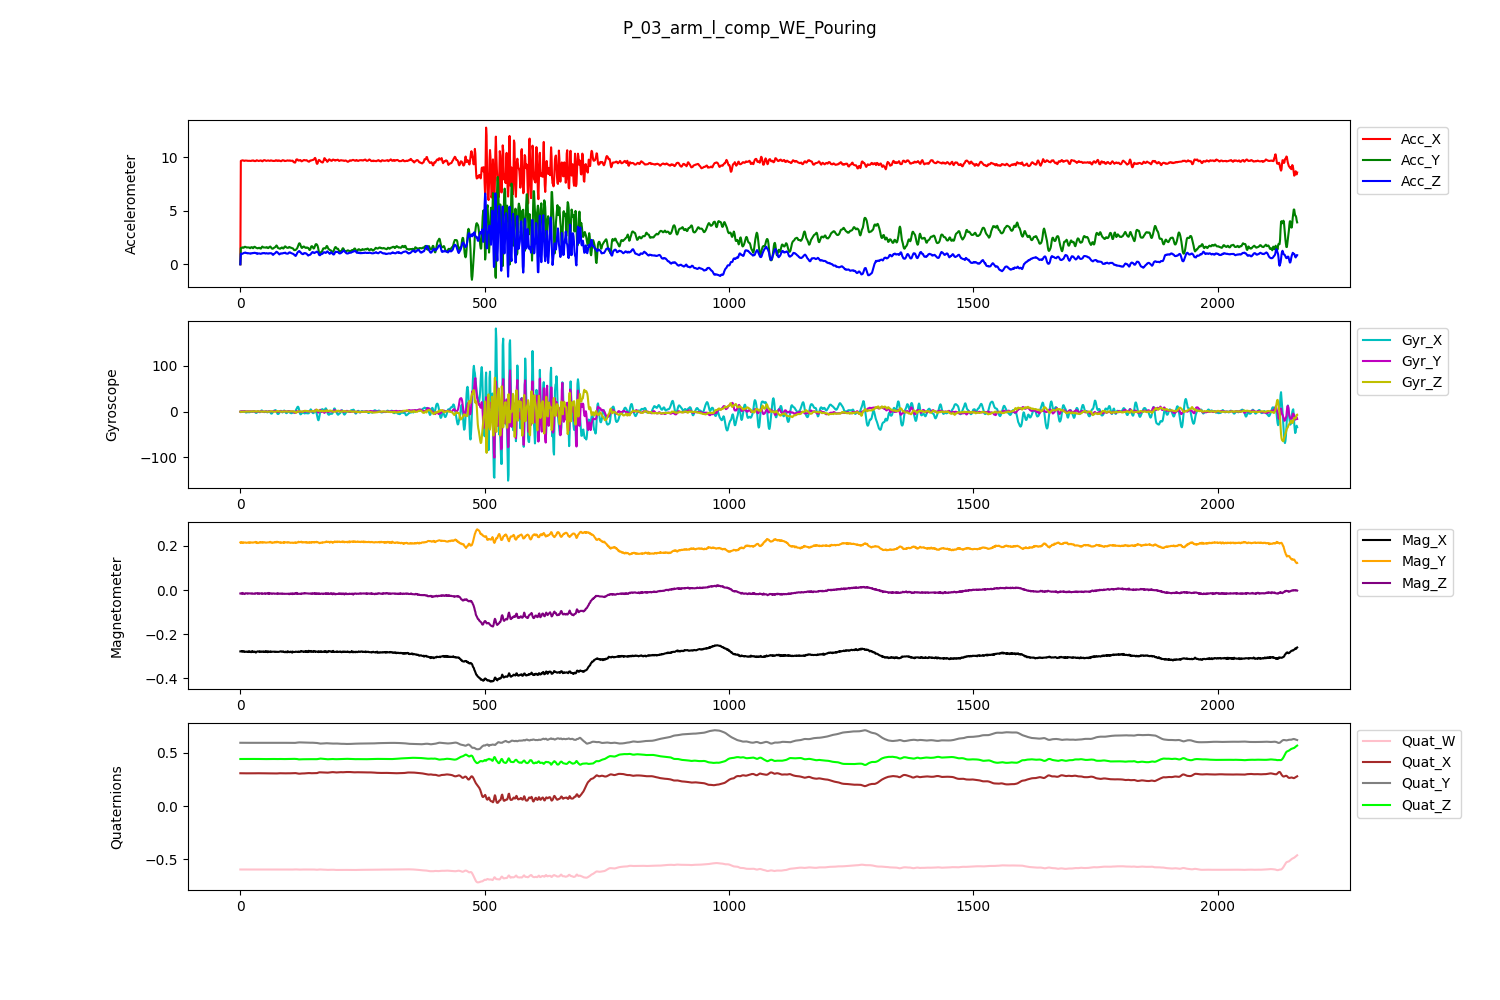 P_03_arm_l_comp_WE_Pouring
Accelerometer
10
5
0
0 500 1000 1500 2000
Acc_X
Acc_Y
Acc_Z
Gyroscope
100
0
−100
0 500 1000 1500 2000
Gyr_X
Gyr_Y
Gyr_Z
Magnetometer
0.2
0.0
−0.2
−0.4
0 500 1000 1500 2000
Mag_X
Mag_Y
Mag_Z
Quaternions
0.5
0.0
−0.5
0 500 1000 1500 2000
Quat_W
Quat_X
Quat_Y
Quat_Z